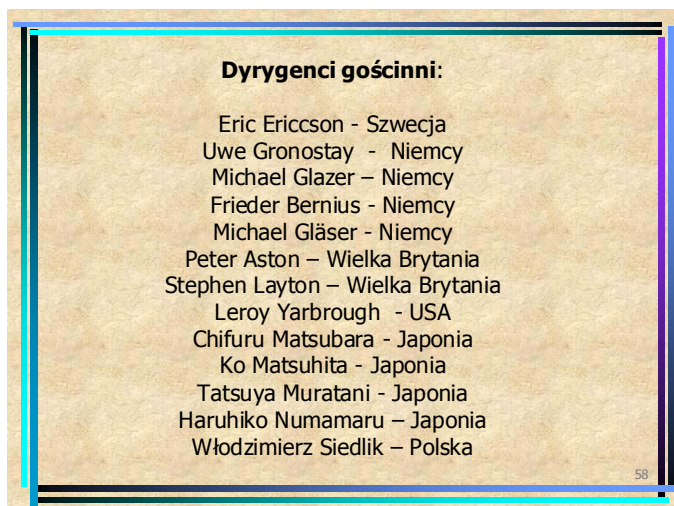 Dyrygenci gościnni:
Eric Ericcson - Szwecja
Uwe Gronostay - Niemcy
Michael Glazer – Niemcy
Frieder Bernius - Niemcy
Michael Gläser - Niemcy
Peter Aston – Wielka Brytania
Stephen Layton – Wielka Brytania
Leroy Yarbrough - USA
Chifuru Matsubara - Japonia
Ko Matsuhita - Japonia
Tatsuya Muratani - Japonia
Haruhiko Numamaru – Japonia
Włodzimierz Siedlik – Polska
58